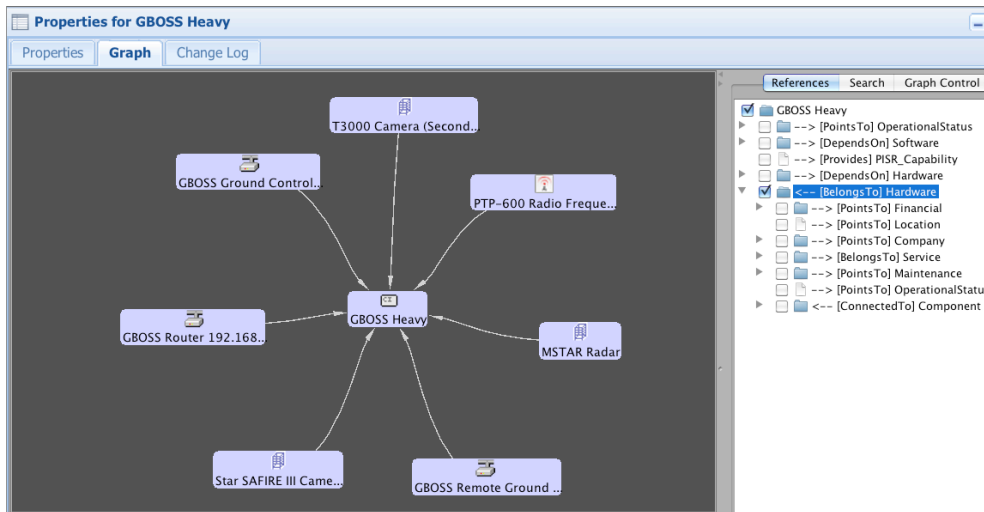 Properties for GBOSS Heavy
Properties
Graph
Change Log
T3000 Camera (Second...
GBOSS Ground Control...
PTP-600 Radio Freque...
CI
GBOSS Heavy
GBOSS Router 192.168...
MSTAR Radar
Star SAFIRE III Came...
GBOSS Remote Ground ...
References
Search
Graph Control
GBOSS Heavy
--> [PointsTo] OperationalStatus
--> [DependsOn] Software
--> [Provides] PISR_Capability
--> [DependsOn] Hardware
<-- [BelongsTo] Hardware
--> [PointsTo] Financial
--> [PointsTo] Location
--> [PointsTo] Company
--> [BelongsTo] Service
--> [PointsTo] Maintenance
--> [PointsTo] OperationalStatu
<-- [ConnectedTo] Component